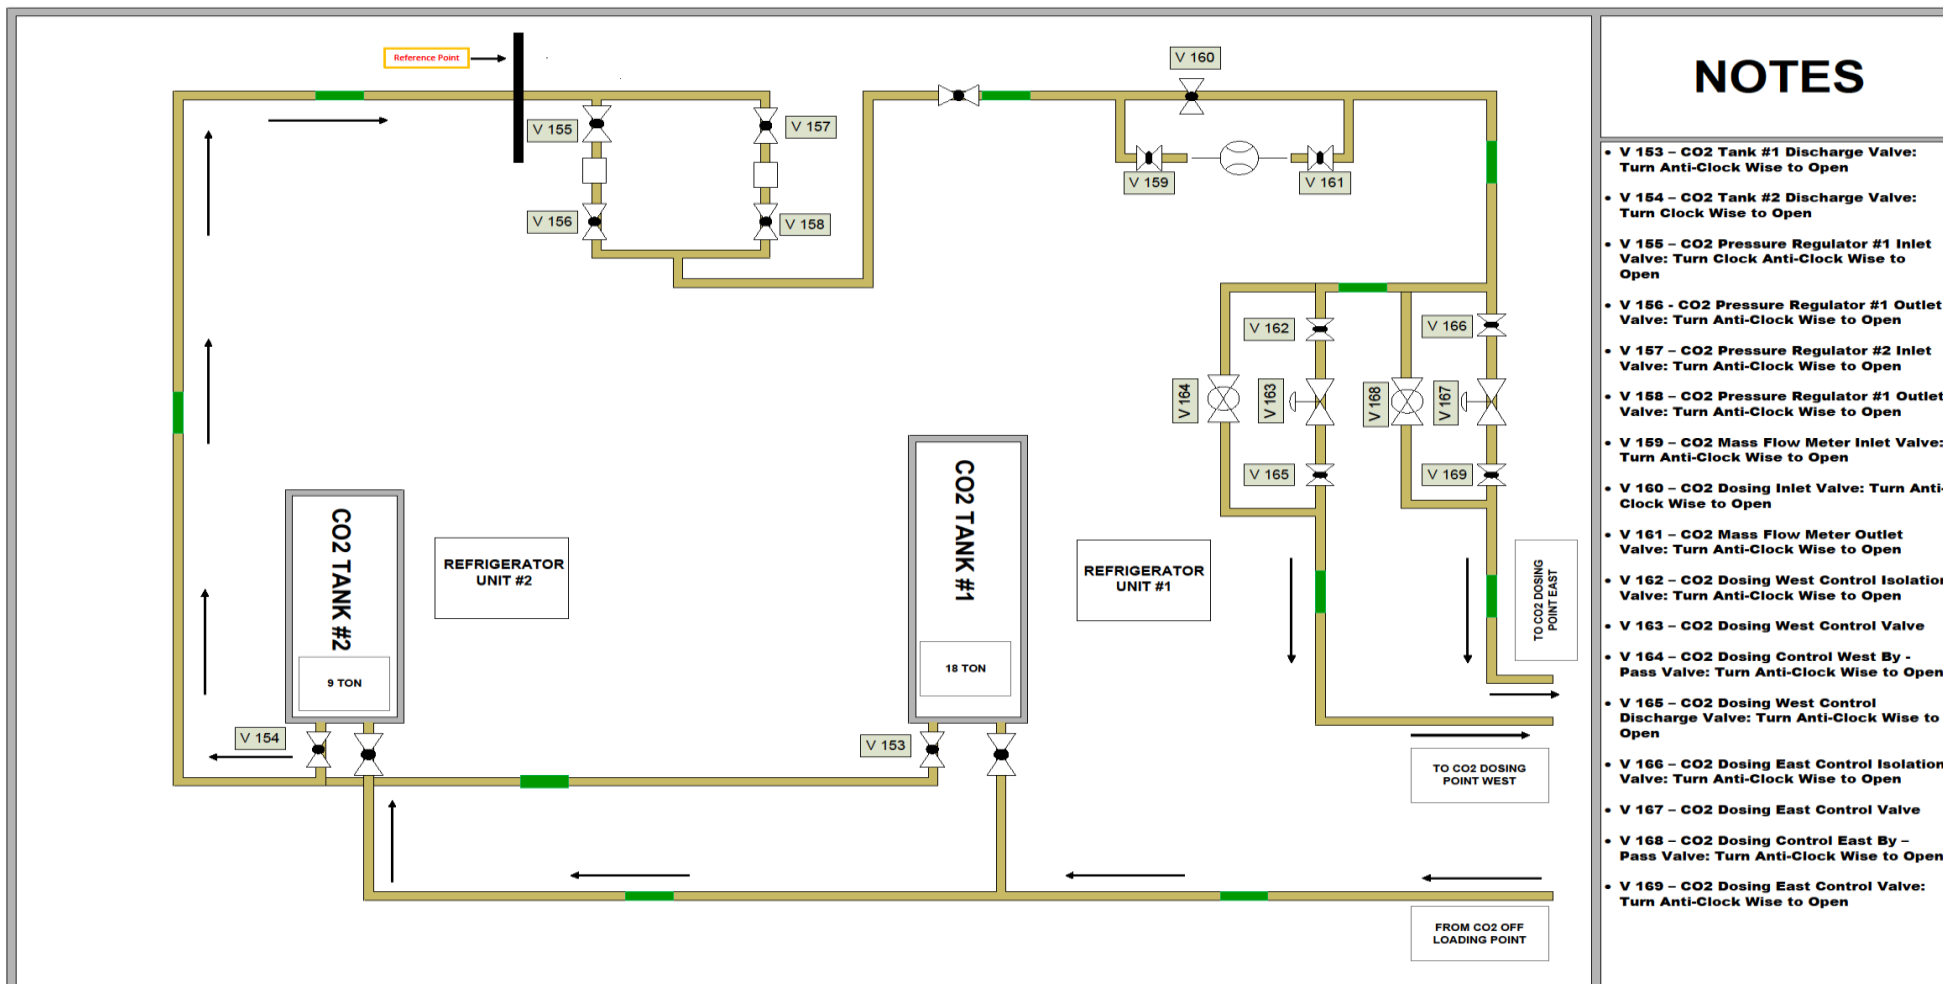 Reference Point
V 160
V 155
V 157
V 159
V 161
V 156
V 158
V 162
V 166
V 164
V 163
V 168
V 167
V 165
V 169
CO2 TANK #2
9 TON
REFRIGERATOR
UNIT #2
CO2 TANK #1
18 TON
REFRIGERATOR
UNIT #1
TO CO2 DOSING
POINT EAST
V 154
V 153
TO CO2 DOSING
POINT WEST
FROM CO2 OFF
LOADING POINT
NOTES
• V 153 – CO2 Tank #1 Discharge Valve:
Turn Anti-Clock Wise to Open
• V 154 – CO2 Tank #2 Discharge Valve:
Turn Clock Wise to Open
• V 155 – CO2 Pressure Regulator #1 Inlet
Valve: Turn Clock Anti-Clock Wise to
Open
• V 156 - CO2 Pressure Regulator #1 Outlet
Valve: Turn Anti-Clock Wise to Open
• V 157 – CO2 Pressure Regulator #2 Inlet
Valve: Turn Anti-Clock Wise to Open
• V 158 – CO2 Pressure Regulator #1 Outlet
Valve: Turn Anti-Clock Wise to Open
• V 159 – CO2 Mass Flow Meter Inlet Valve:
Turn Anti-Clock Wise to Open
• V 160 – CO2 Dosing Inlet Valve: Turn Anti-
Clock Wise to Open
• V 161 – CO2 Mass Flow Meter Outlet
Valve: Turn Anti-Clock Wise to Open
• V 162 – CO2 Dosing West Control Isolation
Valve: Turn Anti-Clock Wise to Open
• V 163 – CO2 Dosing West Control Valve
• V 164 – CO2 Dosing Control West By -
Pass Valve: Turn Anti-Clock Wise to Open
• V 165 – CO2 Dosing West Control
Discharge Valve: Turn Anti-Clock Wise to
Open
• V 166 – CO2 Dosing East Control Isolation
Valve: Turn Anti-Clock Wise to Open
• V 167 – CO2 Dosing East Control Valve
• V 168 – CO2 Dosing Control East By –
Pass Valve: Turn Anti-Clock Wise to Open
• V 169 – CO2 Dosing East Control Valve:
Turn Anti-Clock Wise to Open